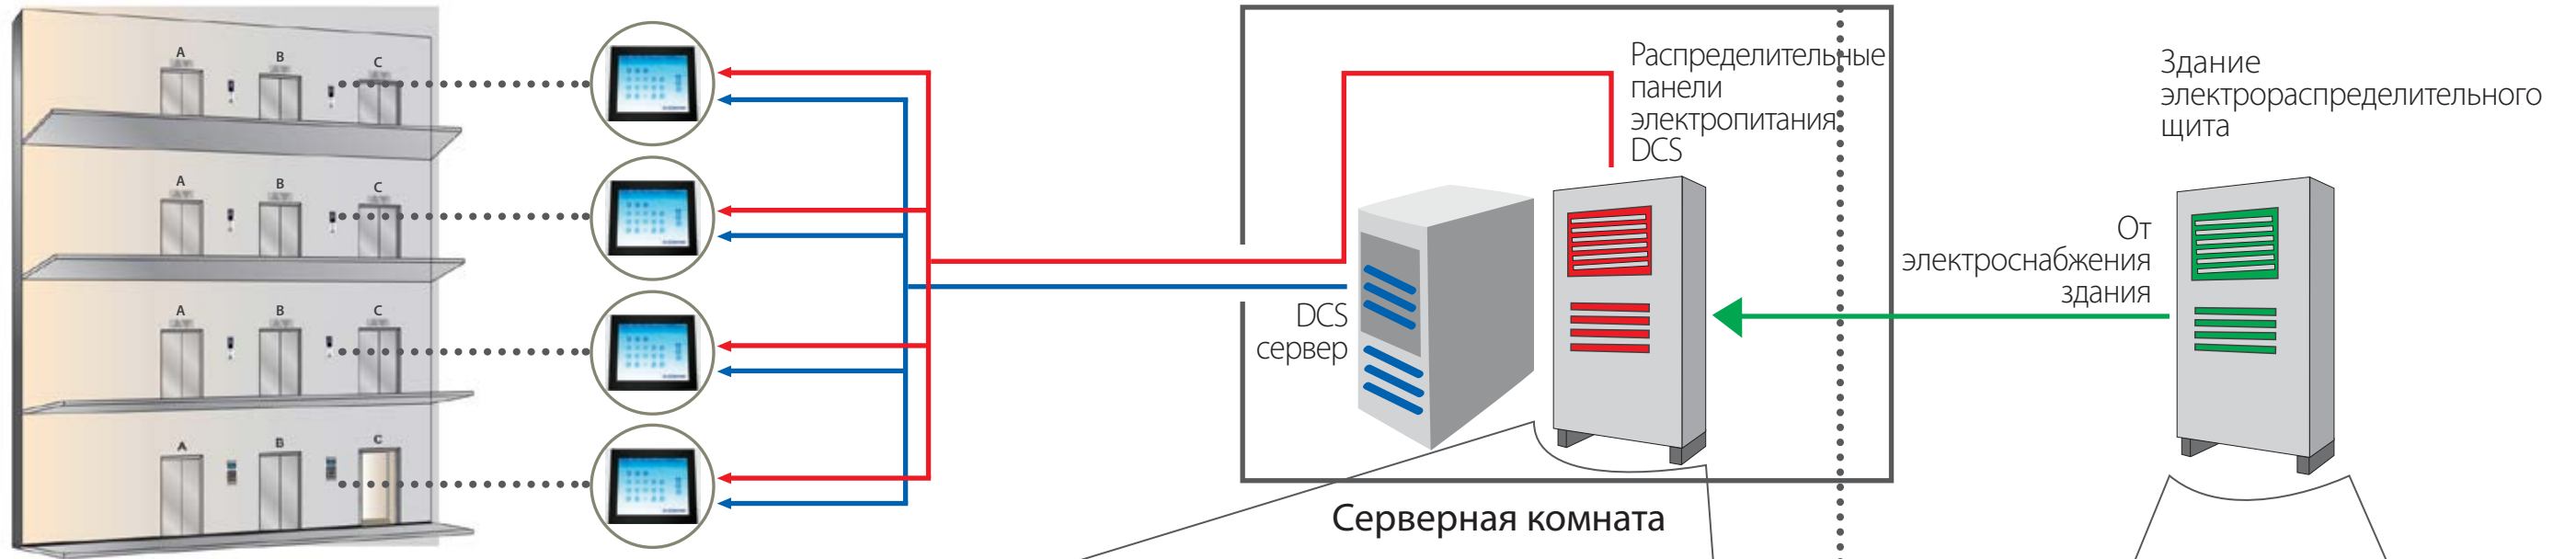 A B C
A B C
A B C
A B C
DCS
сервер
Распределительные
панели
электропитания
DCS
Серверная комната
От
электроснабжения
здания
Здание
электрораспределительного
щита